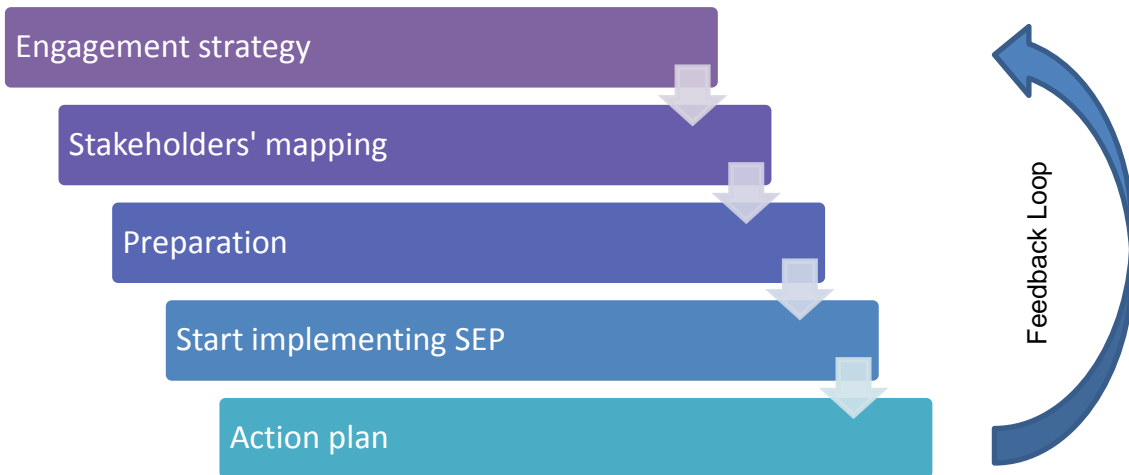 Engagement strategy
Stakeholders' mapping
Preparation
Start implementing SEP
Action plan
Feedback Loop